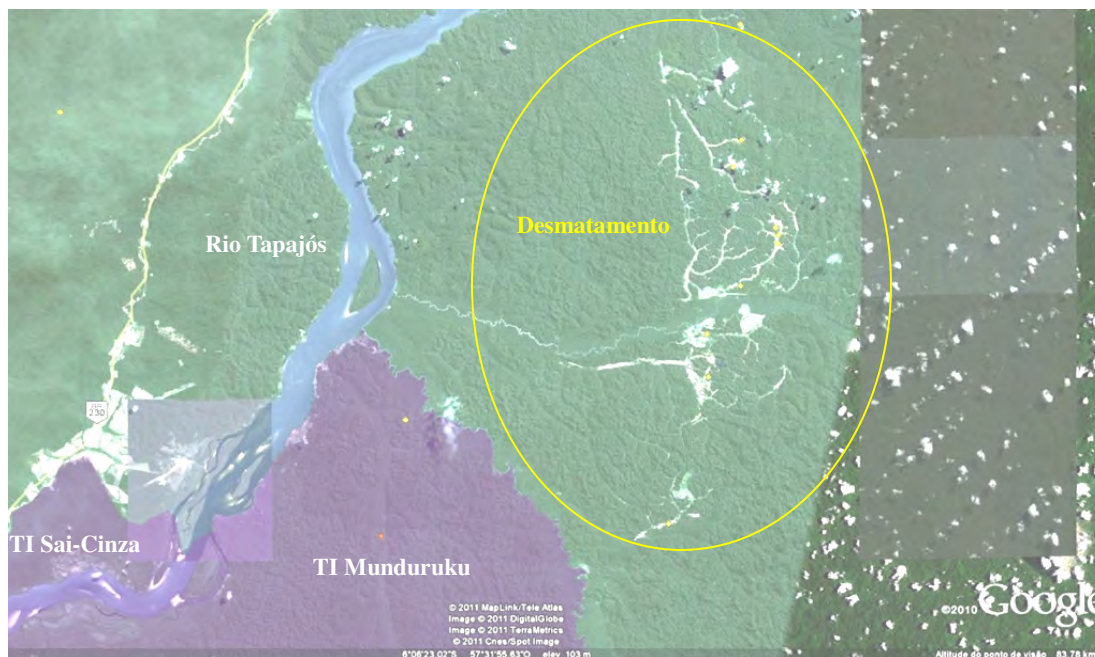 Desmatamento
Rio Tapajós
230
TI Sai-Cinza
TI Munduruku
© 2011 MapLink/Tele Atlas
Image © 2011 DigitalGlobe
Image © 2011 TerraMetrics
© 2011 Cnes/Spot Image
©2010 Google
6°06'23.02"S 57°31'55.63"O elev 103 m
Altitude do ponto de visão 83.78 km